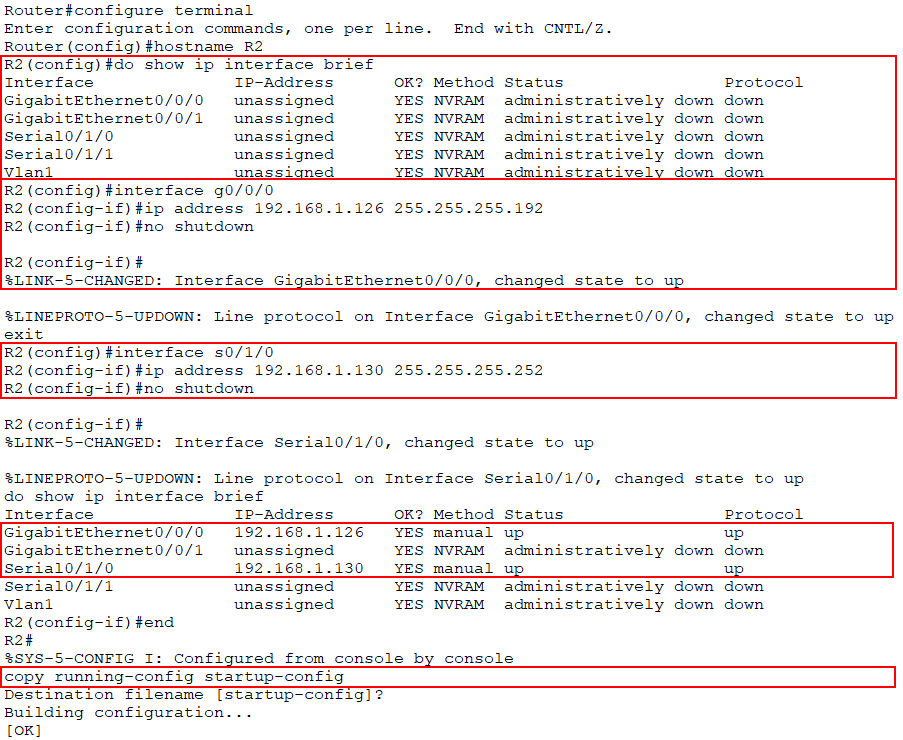 Router#configure terminal
Enter configuration commands, one per line.  End with CNTL/Z.
Router(config)#hostname R2
R2(config)#do show ip interface brief
Interface              IP-Address      OK? Method Status                Protocol
GigabitEthernet0/0/0   unassigned      YES NVRAM  administratively down down
GigabitEthernet0/0/1   unassigned      YES NVRAM  administratively down down
Serial0/1/0            unassigned      YES NVRAM  administratively down down
Serial0/1/1            unassigned      YES NVRAM  administratively down down
Vlan1                  unassigned      YES NVRAM  administratively down down
R2(config)#interface g0/0/0
R2(config-if)#ip address 192.168.1.126 255.255.255.192
R2(config-if)#no shutdown
R2(config-if)#
%LINK-5-CHANGED: Interface GigabitEthernet0/0/0, changed state to up
%LINEPROTO-5-UPDOWN: Line protocol on Interface GigabitEthernet0/0/0, changed state to up
exit
R2(config)#interface s0/1/0
R2(config-if)#ip address 192.168.1.130 255.255.255.252
R2(config-if)#no shutdown
R2(config-if)#
%LINK-5-CHANGED: Interface Serial0/1/0, changed state to up
%LINEPROTO-5-UPDOWN: Line protocol on Interface Serial0/1/0, changed state to up
do show ip interface brief
Interface              IP-Address      OK? Method Status                Protocol
GigabitEthernet0/0/0   192.168.1.126   YES manual up                    up
GigabitEthernet0/0/1   unassigned      YES NVRAM  administratively down down
Serial0/1/0            192.168.1.130   YES manual up                    up
Serial0/1/1            unassigned      YES NVRAM  administratively down down
Vlan1                  unassigned      YES NVRAM  administratively down down
R2(config-if)#end
R2#
%SYS-5-CONFIG I: Configured from console by console
copy running-config startup-config
Destination filename [startup-config]?
Building configuration...
[OK]